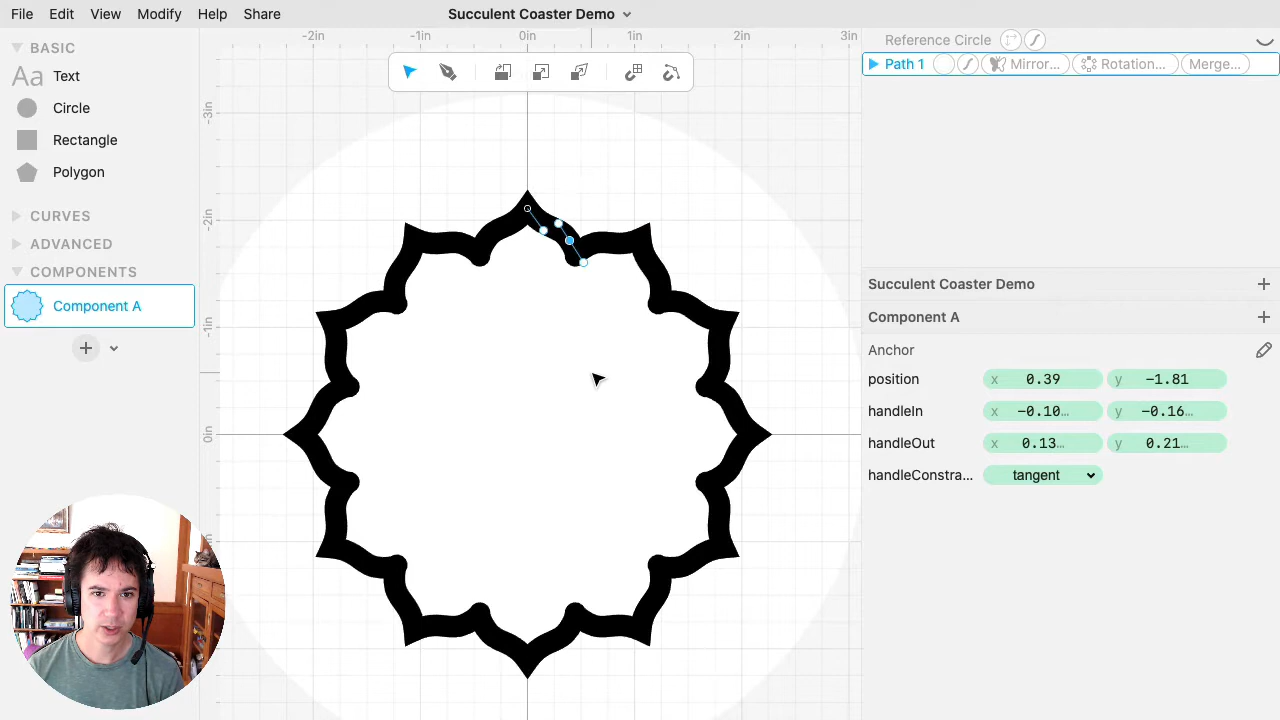 File Edit View Modify Help Share
Succulent Coaster Demo
BASIC
Aa Text
Circle
Rectangle
Polygon
CURVES
ADVANCED
COMPONENTS
Component A
-2in -1in 0in 1in 2in 3in
-3in
-2in
-1in
0in
Reference Circle
Path 1 Mirror... Rotation... Merge...
Succulent Coaster Demo
Component A
Anchor
position x 0.39 y −1.81
handleIn x −0.10… y −0.16…
handleOut x 0.13… y 0.21…
handleConstra... tangent